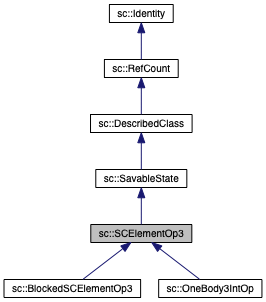 sc::Identity
sc::RefCount
sc::DescribedClass
sc::SavableState
sc::SCElementOp3
sc::BlockedSCElementOp3
sc::OneBody3IntOp